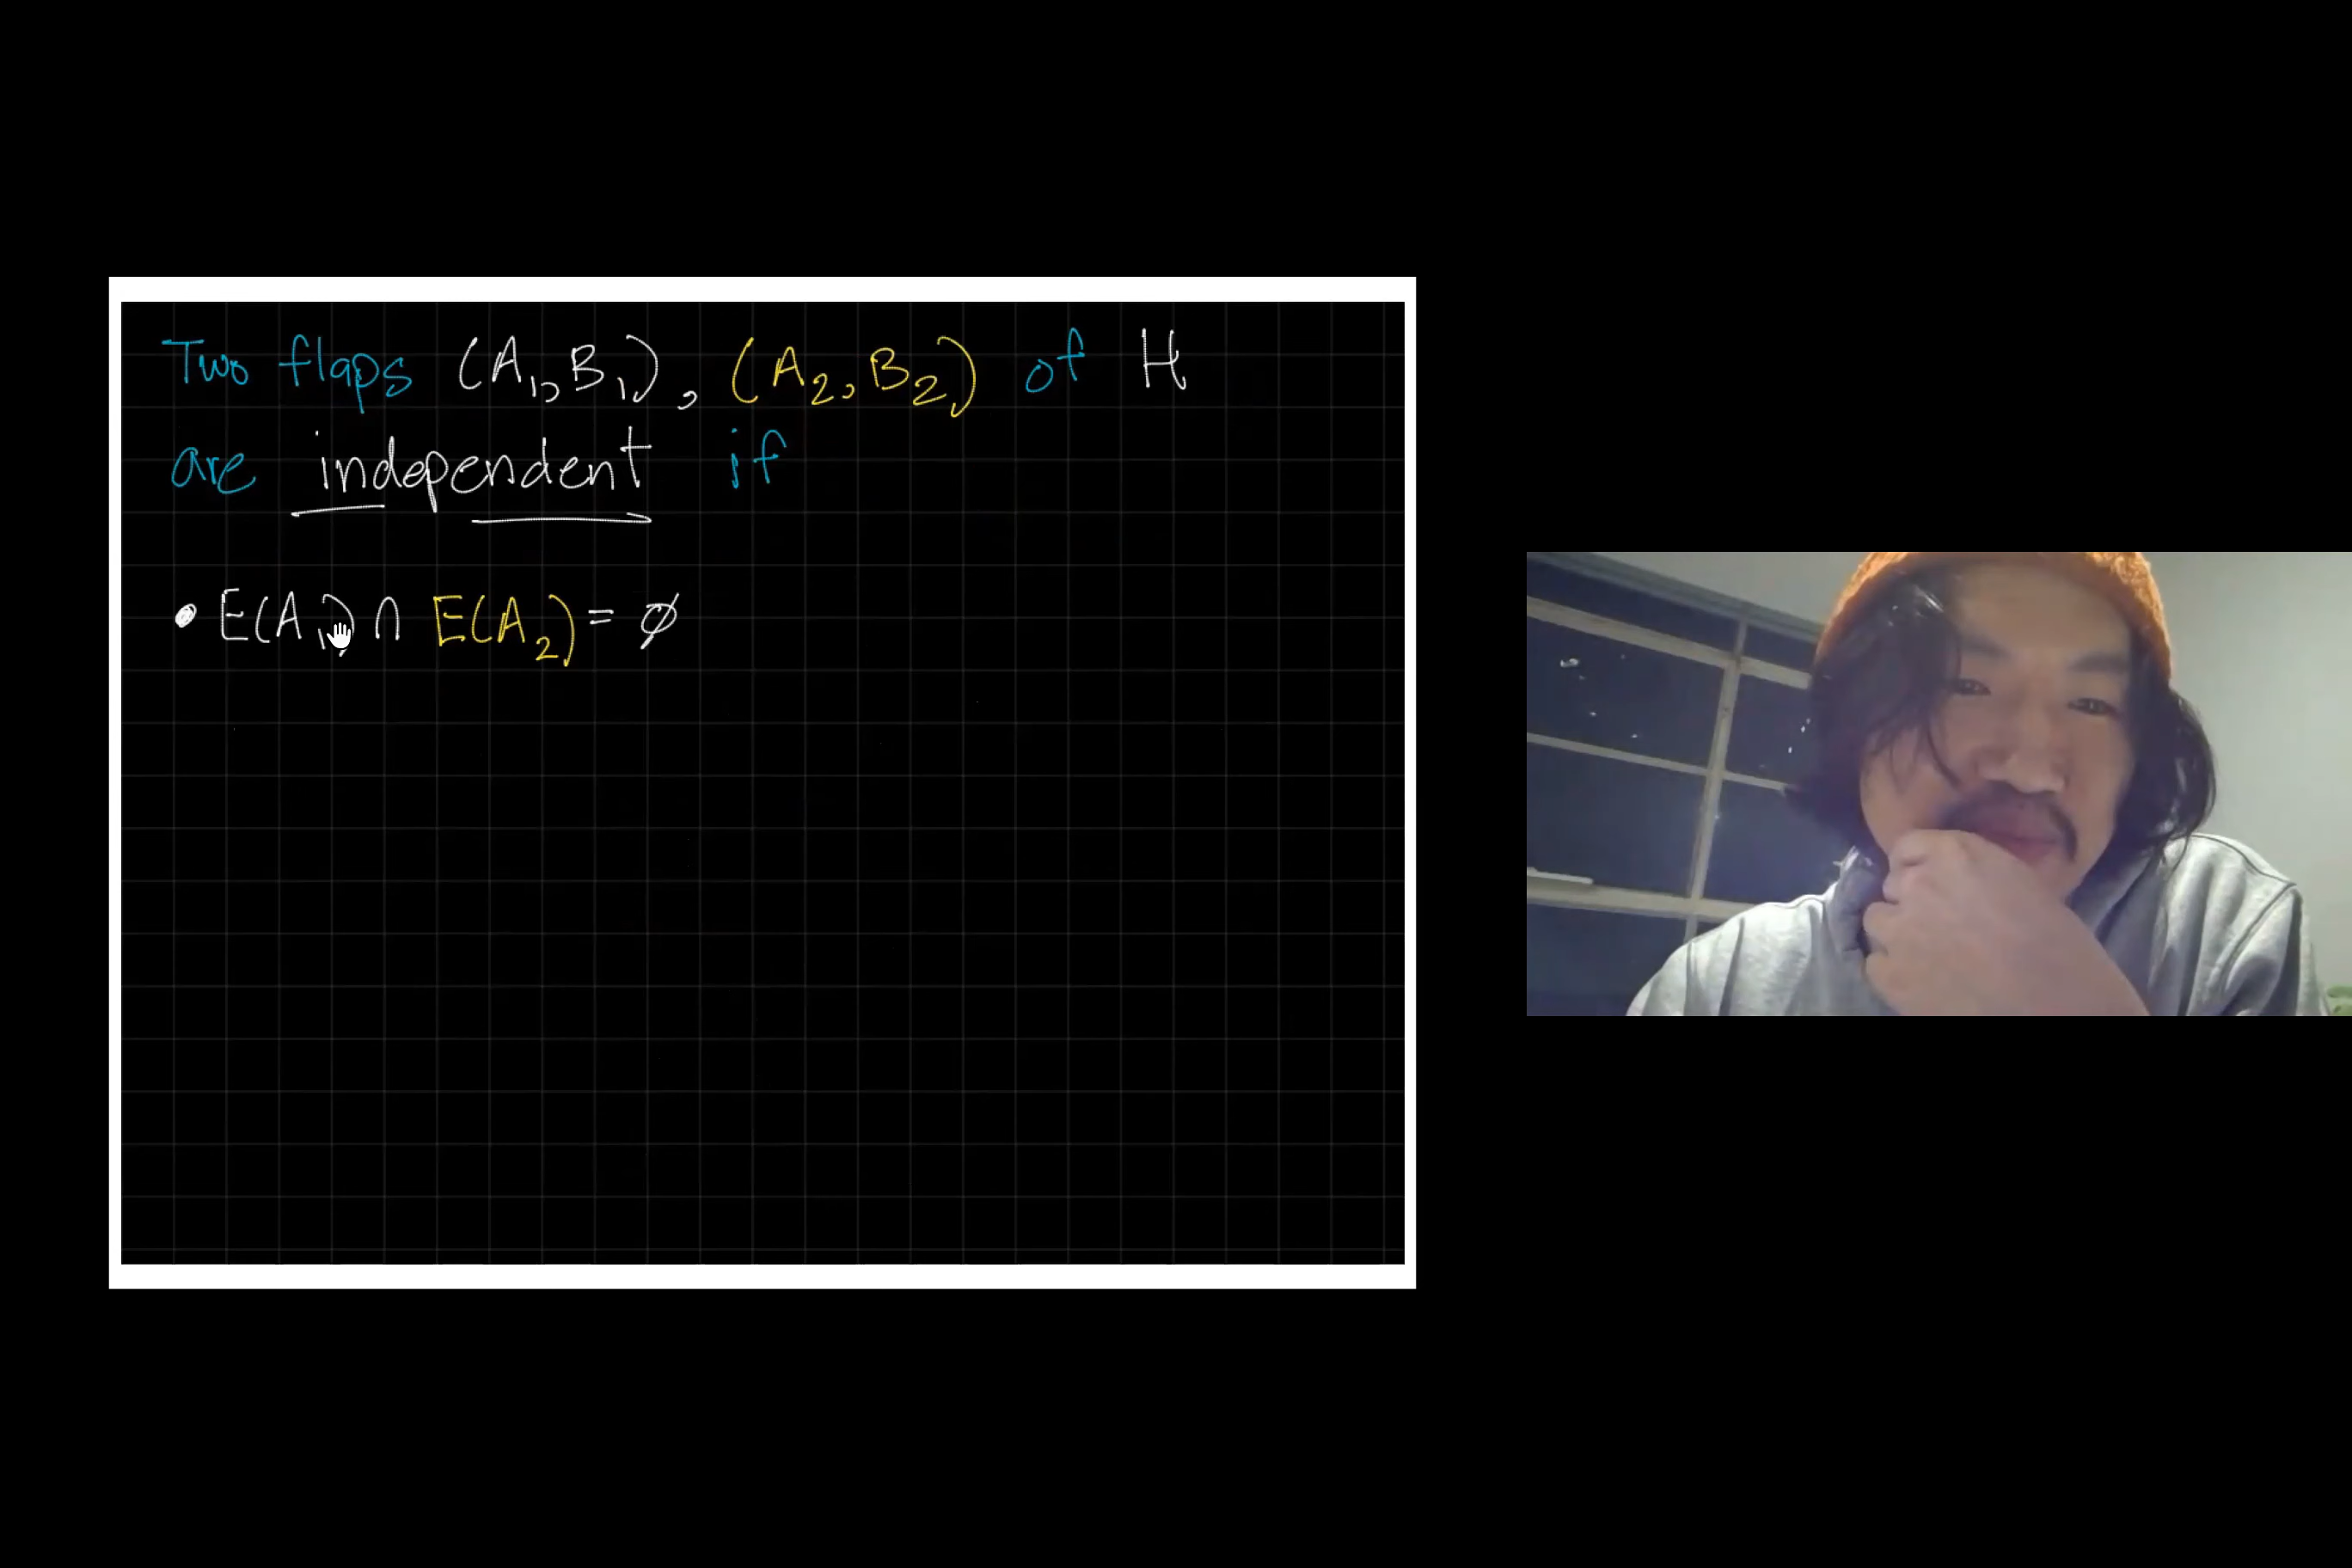 Two flaps (A₁,B₁), (A₂,B₂) of H
are independent if
• E(A₁) ∩ E(A₂) = ∅